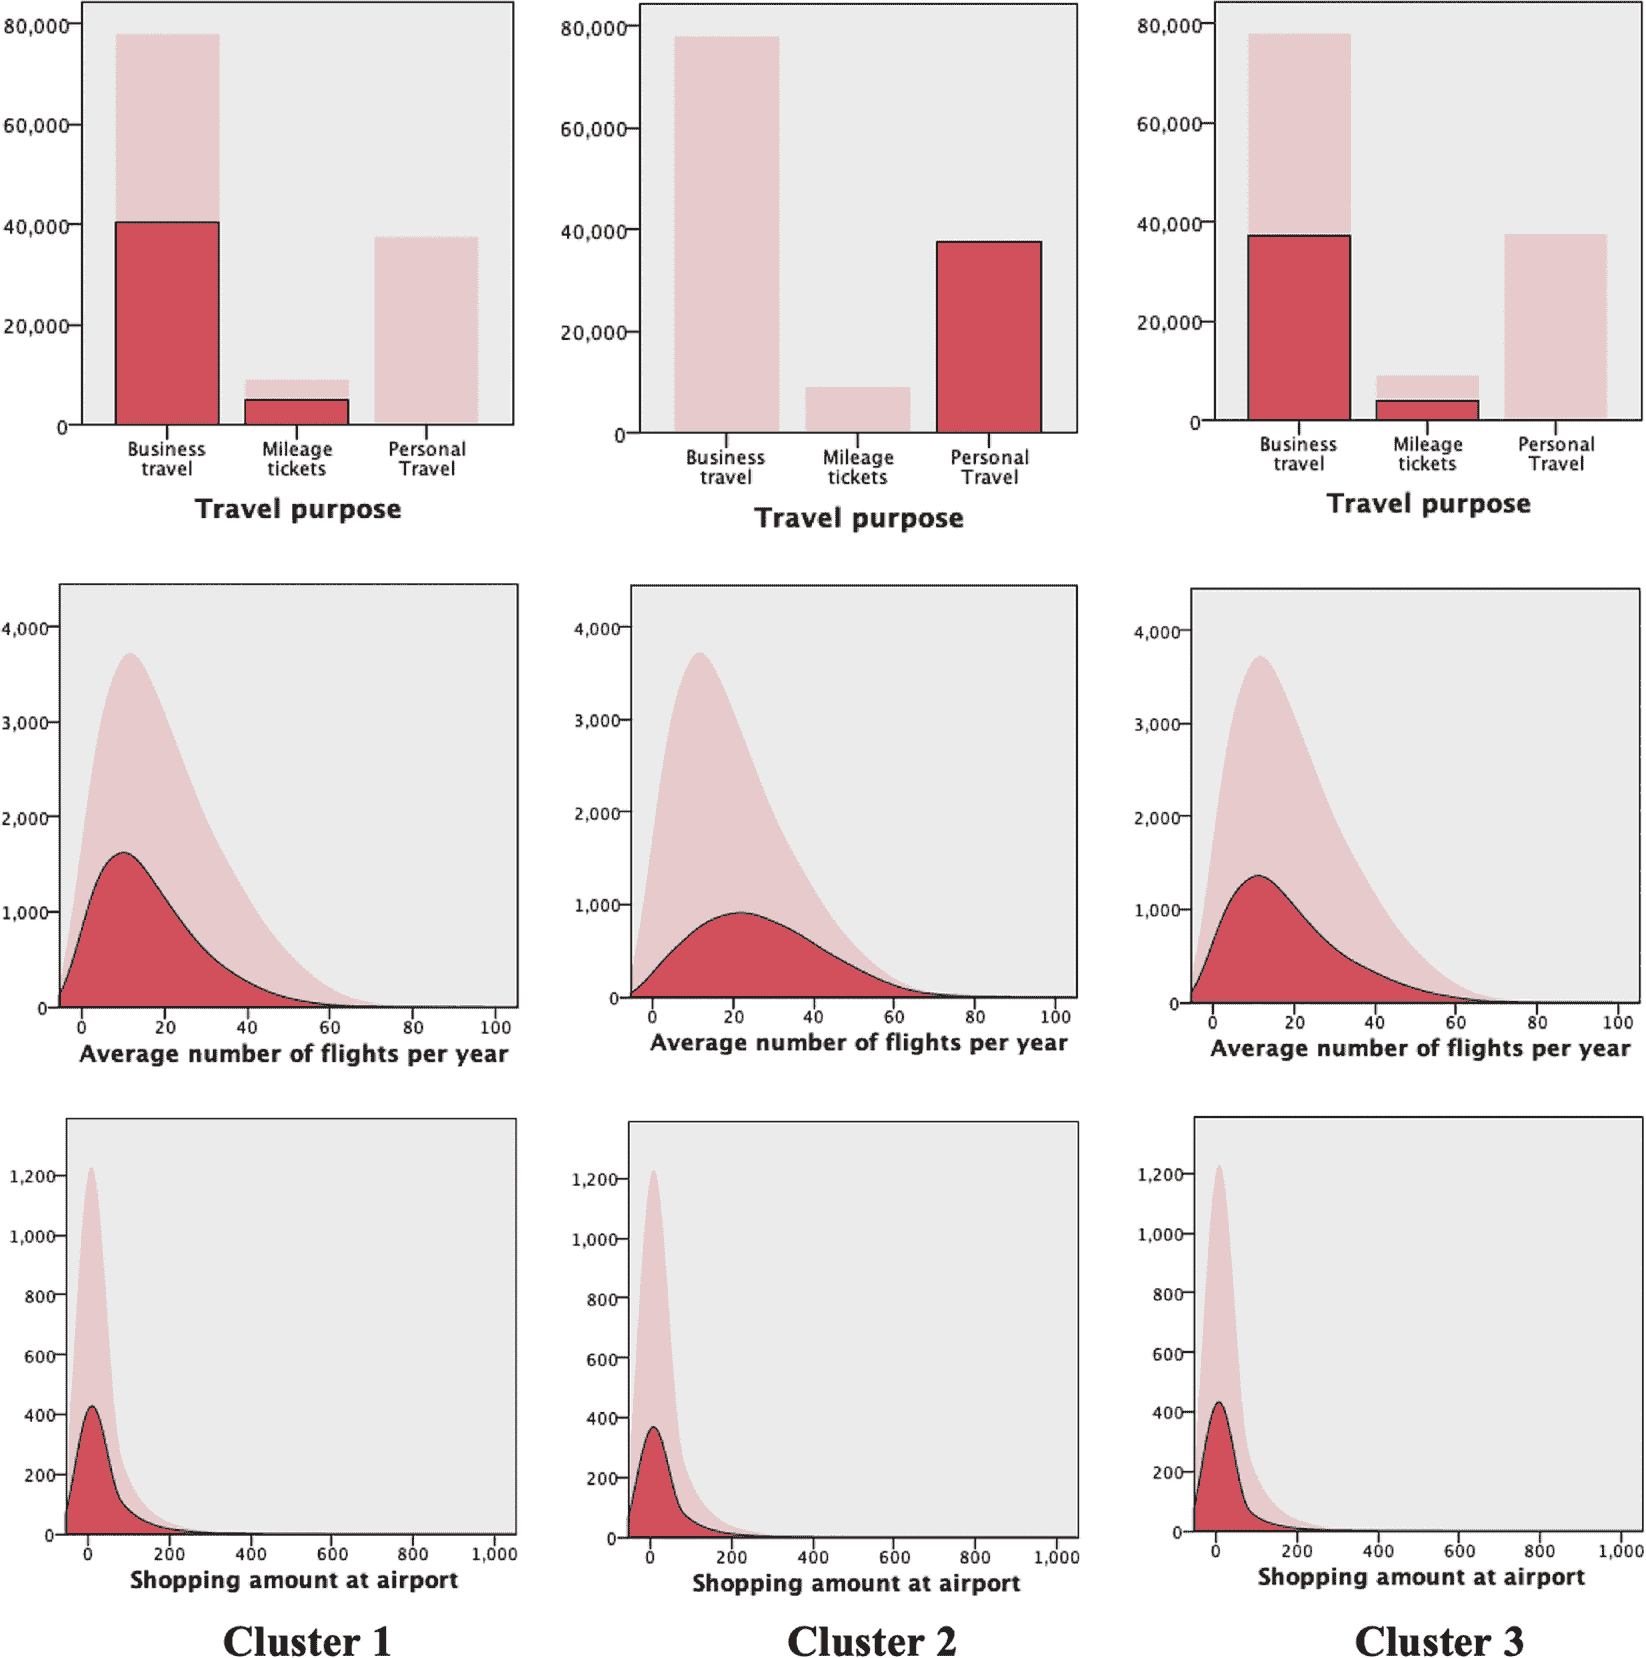 80,000
60,000
40,000
20,000
0
Business travel
Mileage tickets
Personal Travel
Travel purpose
80,000
60,000
40,000
20,000
0
Business travel
Mileage tickets
Personal Travel
Travel purpose
80,000
60,000
40,000
20,000
0
Business travel
Mileage tickets
Personal Travel
Travel purpose
4,000
3,000
2,000
1,000
0
0 20 40 60 80 100
Average number of flights per year
4,000
3,000
2,000
1,000
0
0 20 40 60 80 100
Average number of flights per year
4,000
3,000
2,000
1,000
0
0 20 40 60 80 100
Average number of flights per year
1,200
1,000
800
600
400
200
0
0 200 400 600 800 1,000
Shopping amount at airport
1,200
1,000
800
600
400
200
0
0 200 400 600 800 1,000
Shopping amount at airport
1,200
1,000
800
600
400
200
0
0 200 400 600 800 1,000
Shopping amount at airport
Cluster 1
Cluster 2
Cluster 3